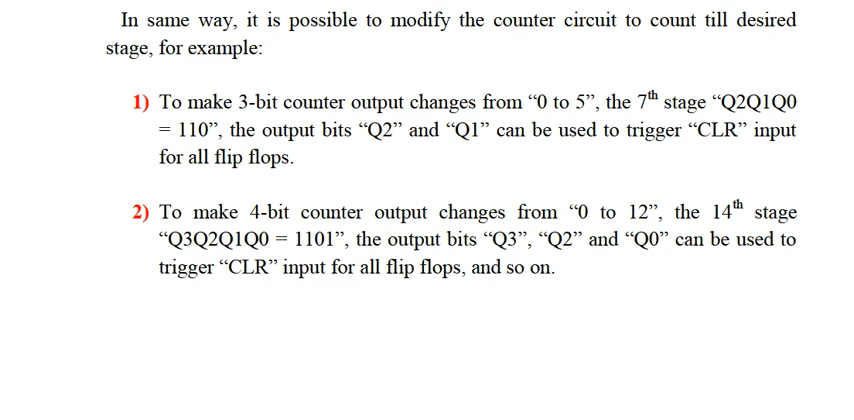 In same way, it is possible to modify the counter circuit to count till desired
stage, for example:
1) To make 3-bit counter output changes from “0 to 5”, the 7th stage “Q2Q1Q0
= 110”, the output bits “Q2” and “Q1” can be used to trigger “CLR” input
for all flip flops.
2) To make 4-bit counter output changes from “0 to 12”, the 14th stage
“Q3Q2Q1Q0 = 1101”, the output bits “Q3”, “Q2” and “Q0” can be used to
trigger “CLR” input for all flip flops, and so on.